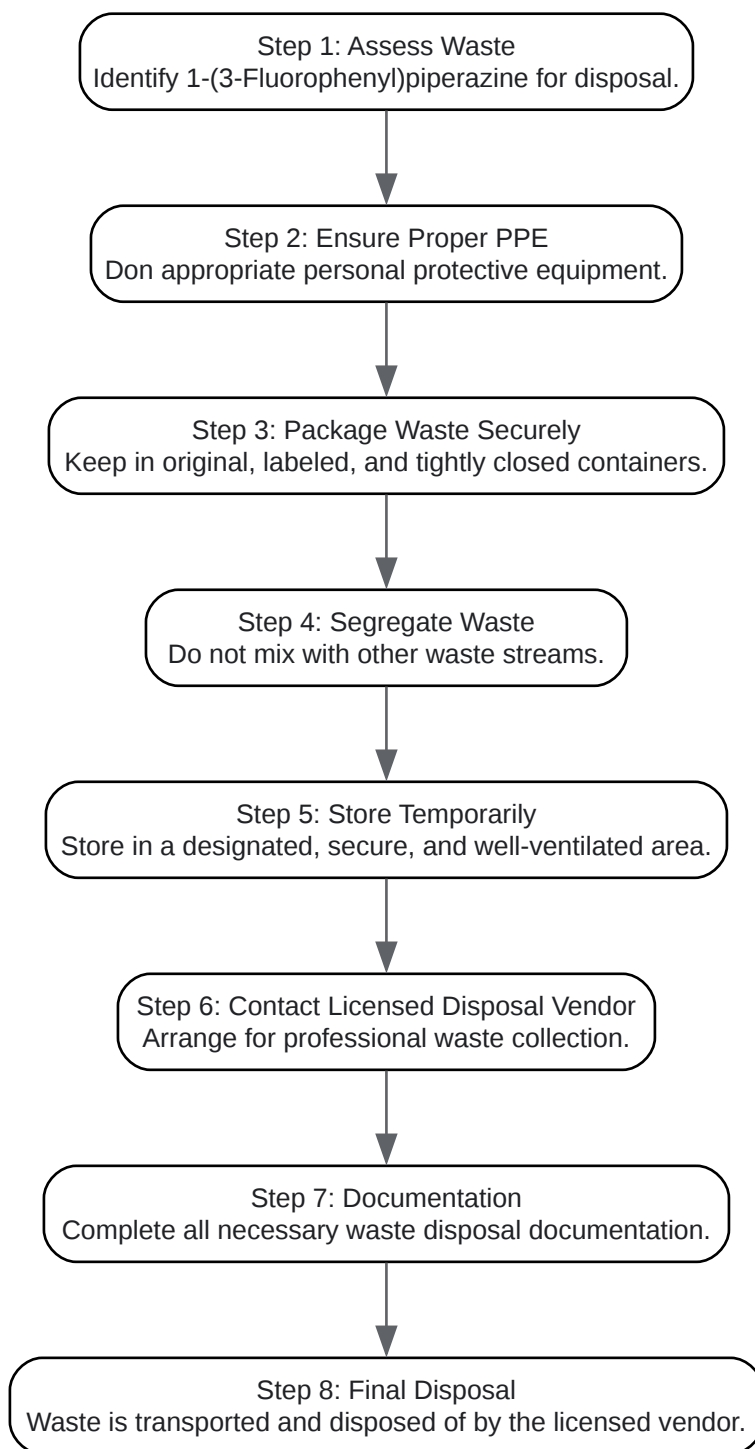 Step 1: Assess Waste
Identify 1-(3-Fluorophenyl)piperazine for disposal.
Step 2: Ensure Proper PPE
Don appropriate personal protective equipment.
Step 3: Package Waste Securely
Keep in original, labeled, and tightly closed containers.
Step 4: Segregate Waste
Do not mix with other waste streams.
Step 5: Store Temporarily
Store in a designated, secure, and well-ventilated area.
Step 6: Contact Licensed Disposal Vendor
Arrange for professional waste collection.
Step 7: Documentation
Complete all necessary waste disposal documentation.
Step 8: Final Disposal
Waste is transported and disposed of by the licensed vendor.